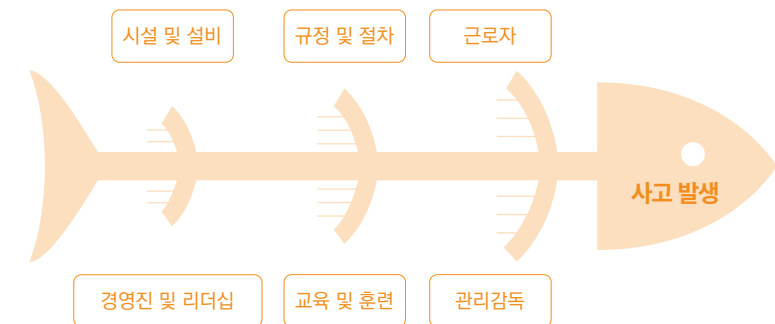 시설 및 설비
규정 및 절차
근로자
사고 발생
경영진 및 리더십
교육 및 훈련
관리감독